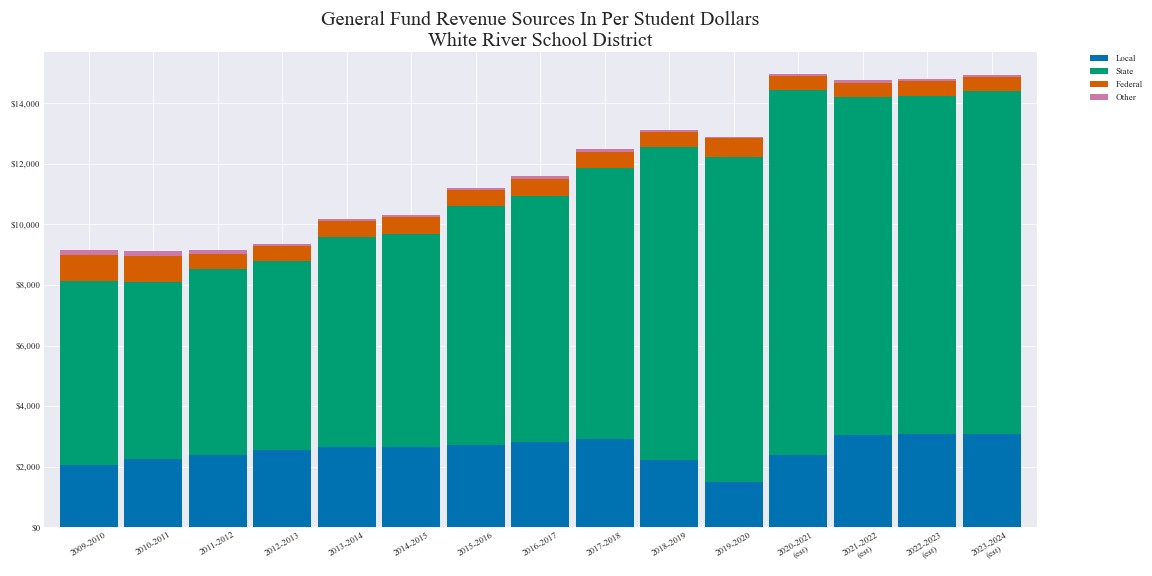 General Fund Revenue Sources In Per Student Dollars
White River School District
Local
State
Federal
Other
$14,000
$12,000
$10,000
$8,000
$6,000
$4,000
$2,000
$0
2009-2010
2010-2011
2011-2012
2012-2013
2013-2014
2014-2015
2015-2016
2016-2017
2017-2018
2018-2019
2019-2020
2020-2021
(est)
2021-2022
(est)
2022-2023
(est)
2023-2024
(est)